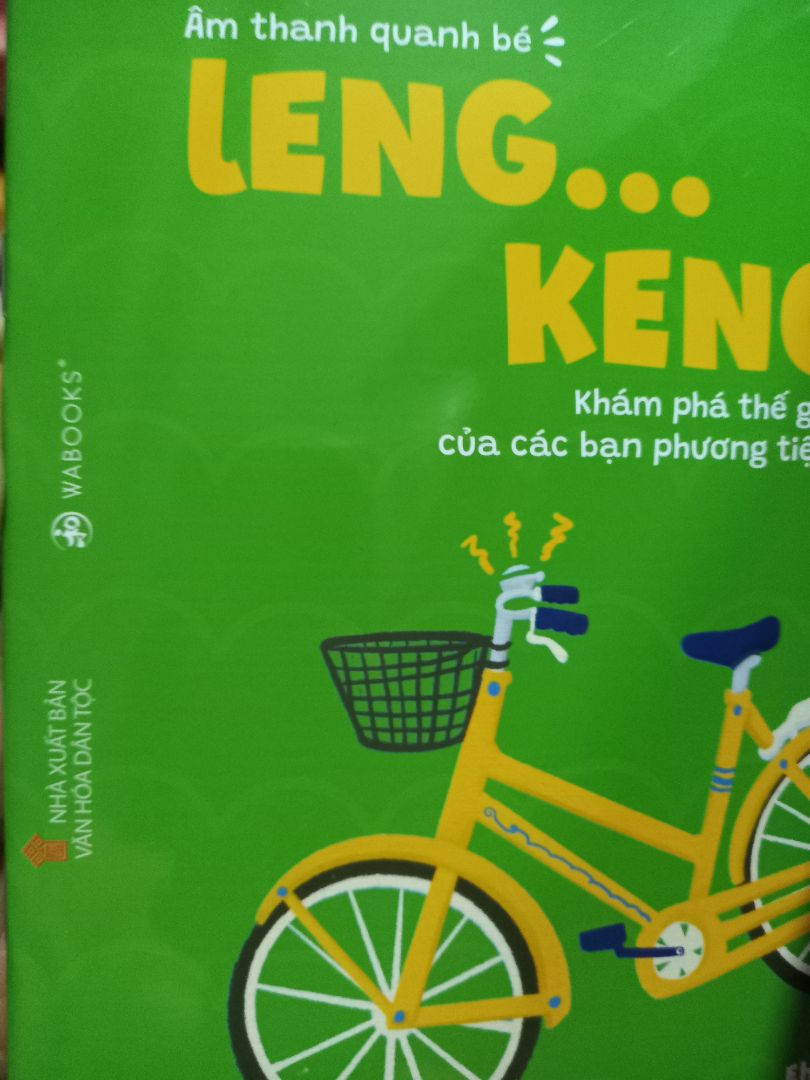 Âm thanh quanh bé
LENG...
KENG
Khám phá thế g
của các bạn phương tiệ
WABOOKS®
NHÀ XUẤT BẢN
VĂN HÓA DÂN TỘC